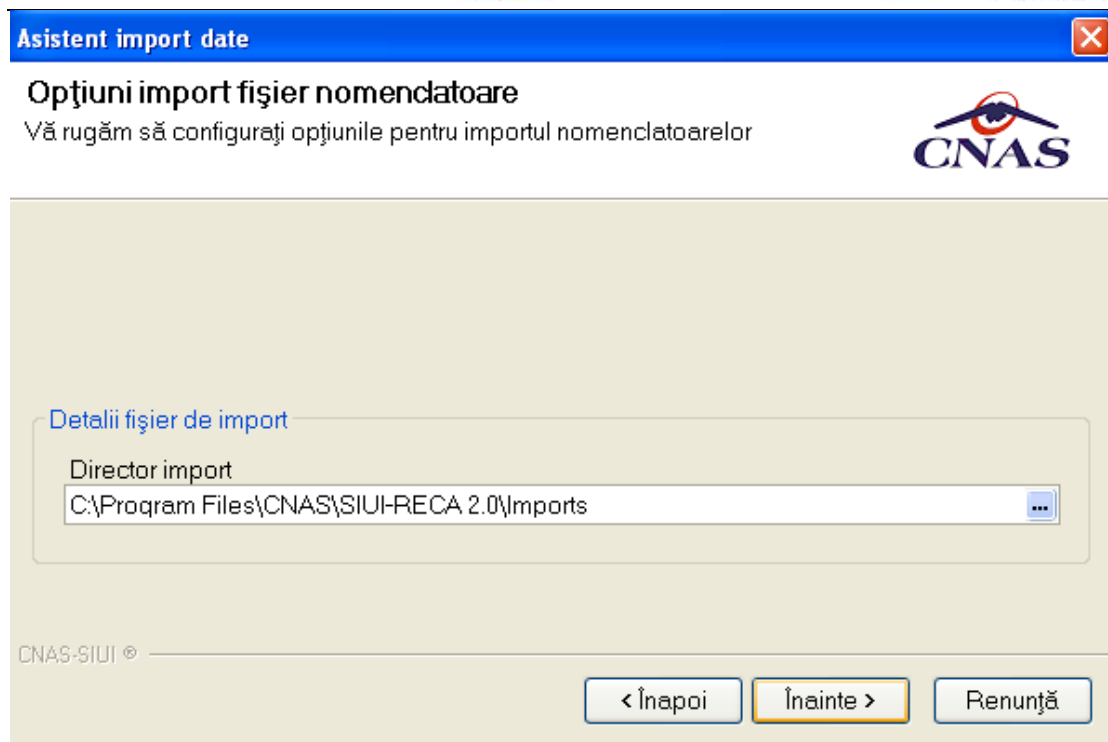 Asistent import date
Opţiuni import fişier nomenclatoare
Vă rugăm să configuraţi opţiunile pentru importul nomenclatoarelor
CNAS
Detalii fişier de import
Director import
C:\Program Files\CNAS\SIUI-RECA 2.0\Imports
...
CNAS-SIUI ®
< Înapoi
Înainte >
Renunţă